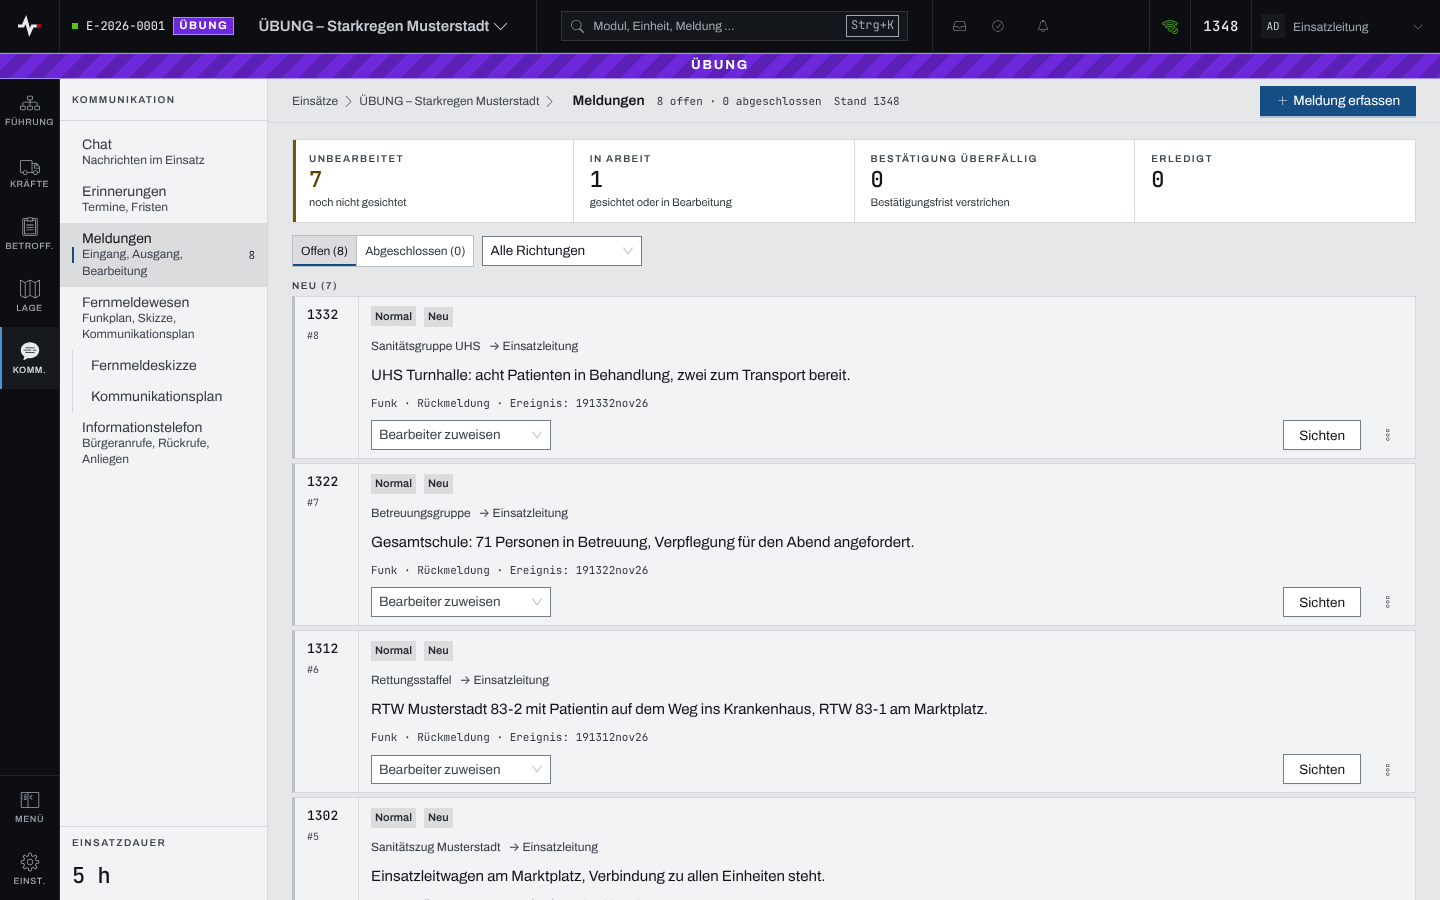 E-2026-0001 ÜBUNG ÜBUNG – Starkregen Musterstadt
Modul, Einheit, Meldung ... Strg+K
1348
AD Einsatzleitung
ÜBUNG
FÜHRUNG
KRÄFTE
BETROFF.
LAGE
KOMM.
MENÜ
EINST.
KOMMUNIKATION
Chat
Nachrichten im Einsatz
Erinnerungen
Termine, Fristen
Meldungen
Eingang, Ausgang, 8
Bearbeitung
Fernmeldewesen
Funkplan, Skizze,
Kommunikationsplan
Fernmeldeskizze
Kommunikationsplan
Informationstelefon
Bürgeranrufe, Rückrufe,
Anliegen
EINSATZDAUER
5 h
Einsätze ÜBUNG – Starkregen Musterstadt Meldungen 8 offen · 0 abgeschlossen Stand 1348
+ Meldung erfassen
UNBEARBEITET
7
noch nicht gesichtet
IN ARBEIT
1
gesichtet oder in Bearbeitung
BESTÄTIGUNG ÜBERFÄLLIG
0
Bestätigungsfrist verstrichen
ERLEDIGT
0
Offen (8) Abgeschlossen (0) Alle Richtungen
NEU (7)
1332 Normal Neu
#8
Sanitätsgruppe UHS → Einsatzleitung
UHS Turnhalle: acht Patienten in Behandlung, zwei zum Transport bereit.
Funk · Rückmeldung · Ereignis: 191332nov26
Bearbeiter zuweisen Sichten
1322 Normal Neu
#7
Betreuungsgruppe → Einsatzleitung
Gesamtschule: 71 Personen in Betreuung, Verpflegung für den Abend angefordert.
Funk · Rückmeldung · Ereignis: 191322nov26
Bearbeiter zuweisen Sichten
1312 Normal Neu
#6
Rettungsstaffel → Einsatzleitung
RTW Musterstadt 83-2 mit Patientin auf dem Weg ins Krankenhaus, RTW 83-1 am Marktplatz.
Funk · Rückmeldung · Ereignis: 191312nov26
Bearbeiter zuweisen Sichten
1302 Normal Neu
#5
Sanitätszug Musterstadt → Einsatzleitung
Einsatzleitwagen am Marktplatz, Verbindung zu allen Einheiten steht.